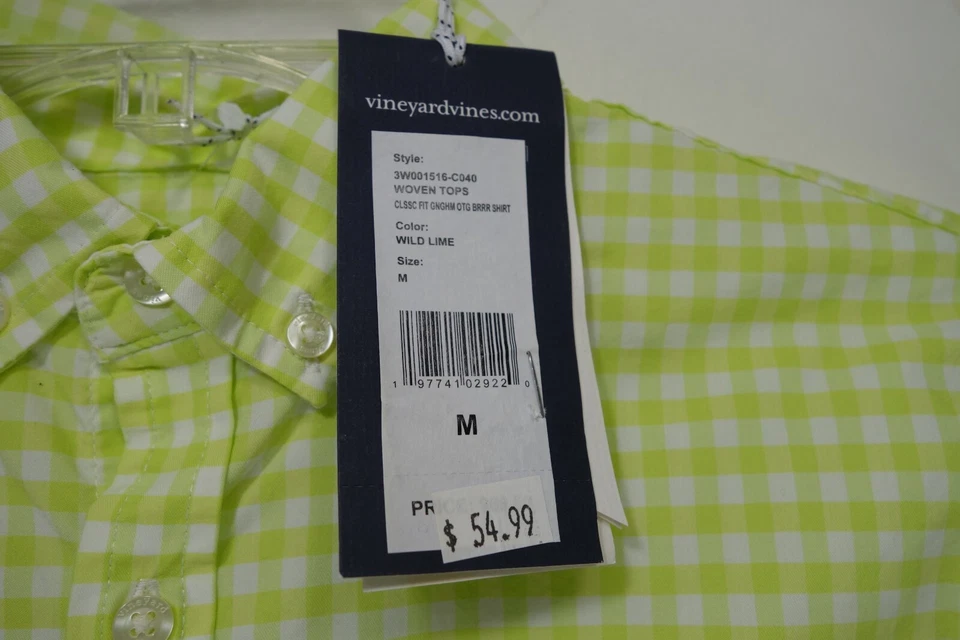 vineyardvines.com
Style:
3W001516-C040
WOVEN TOPS
CLSSC FIT GNGHM OTG BRRR SHIRT
Color:
WILD LIME
Size:
M
1 97741 02922 0
M
$ 54.99